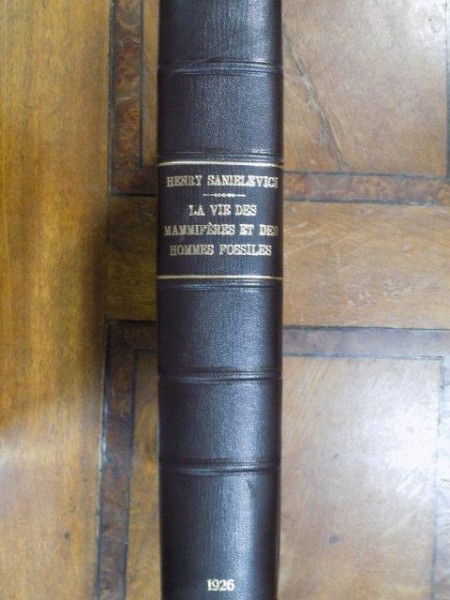 HENRY SANIELEVICI
LA VIE DES
MAMMIFÈRES ET DES
HOMMES FOSSILES
1926